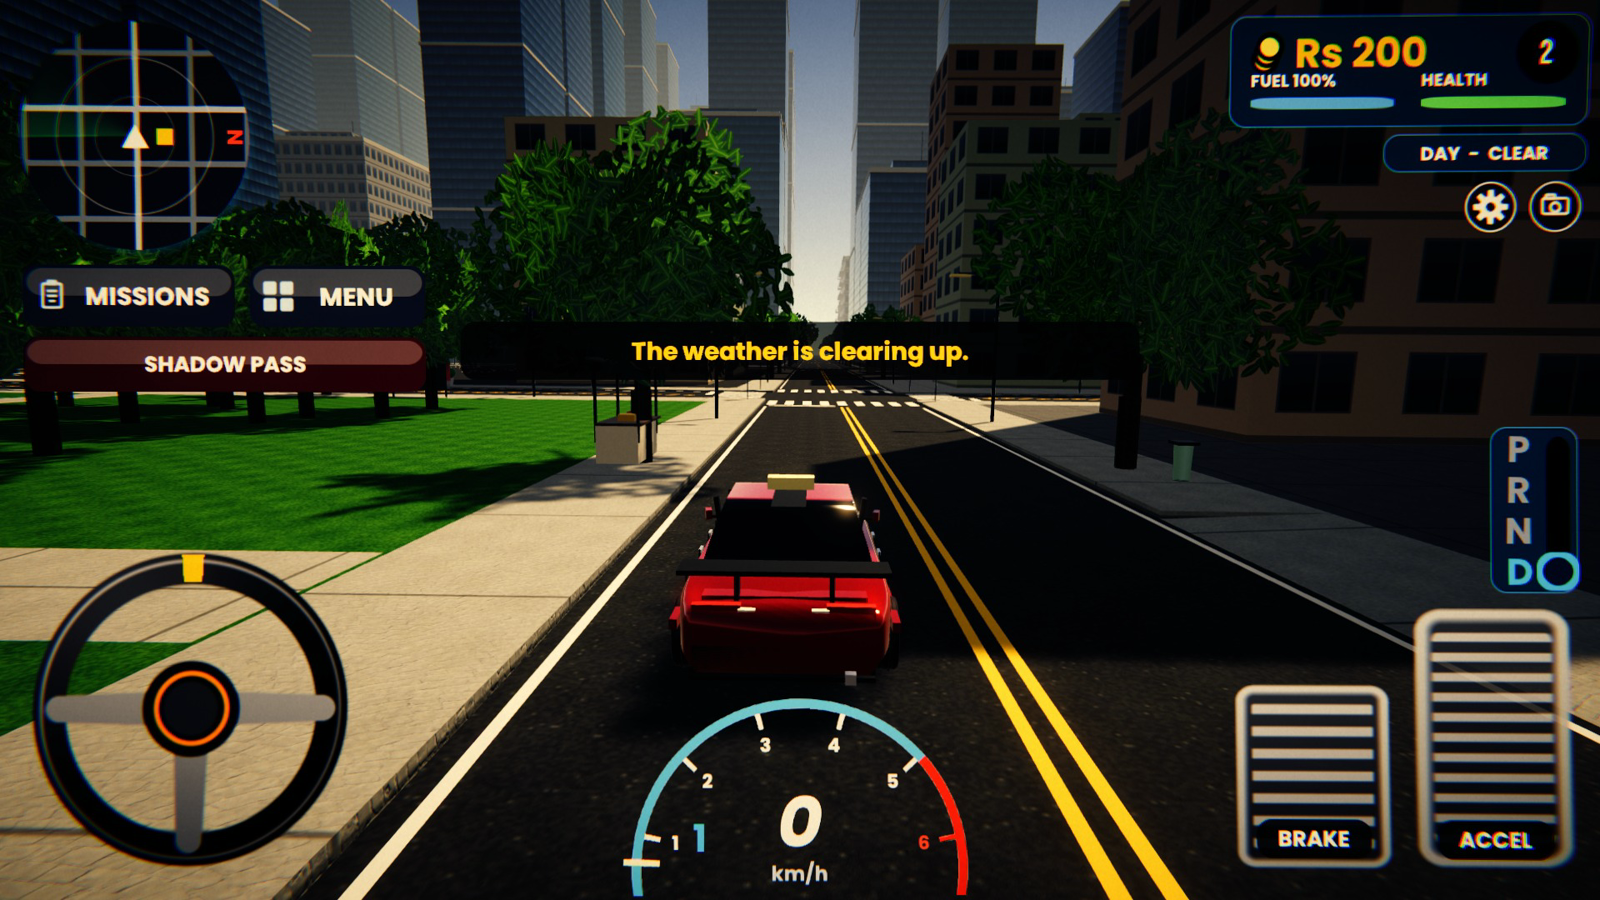 Rs 200
2
FUEL 100%
HEALTH
DAY - CLEAR
N
MISSIONS
MENU
SHADOW PASS
The weather is clearing up.
P
R
N
D
1
2
3
4
5
6
1
0
km/h
BRAKE
ACCEL